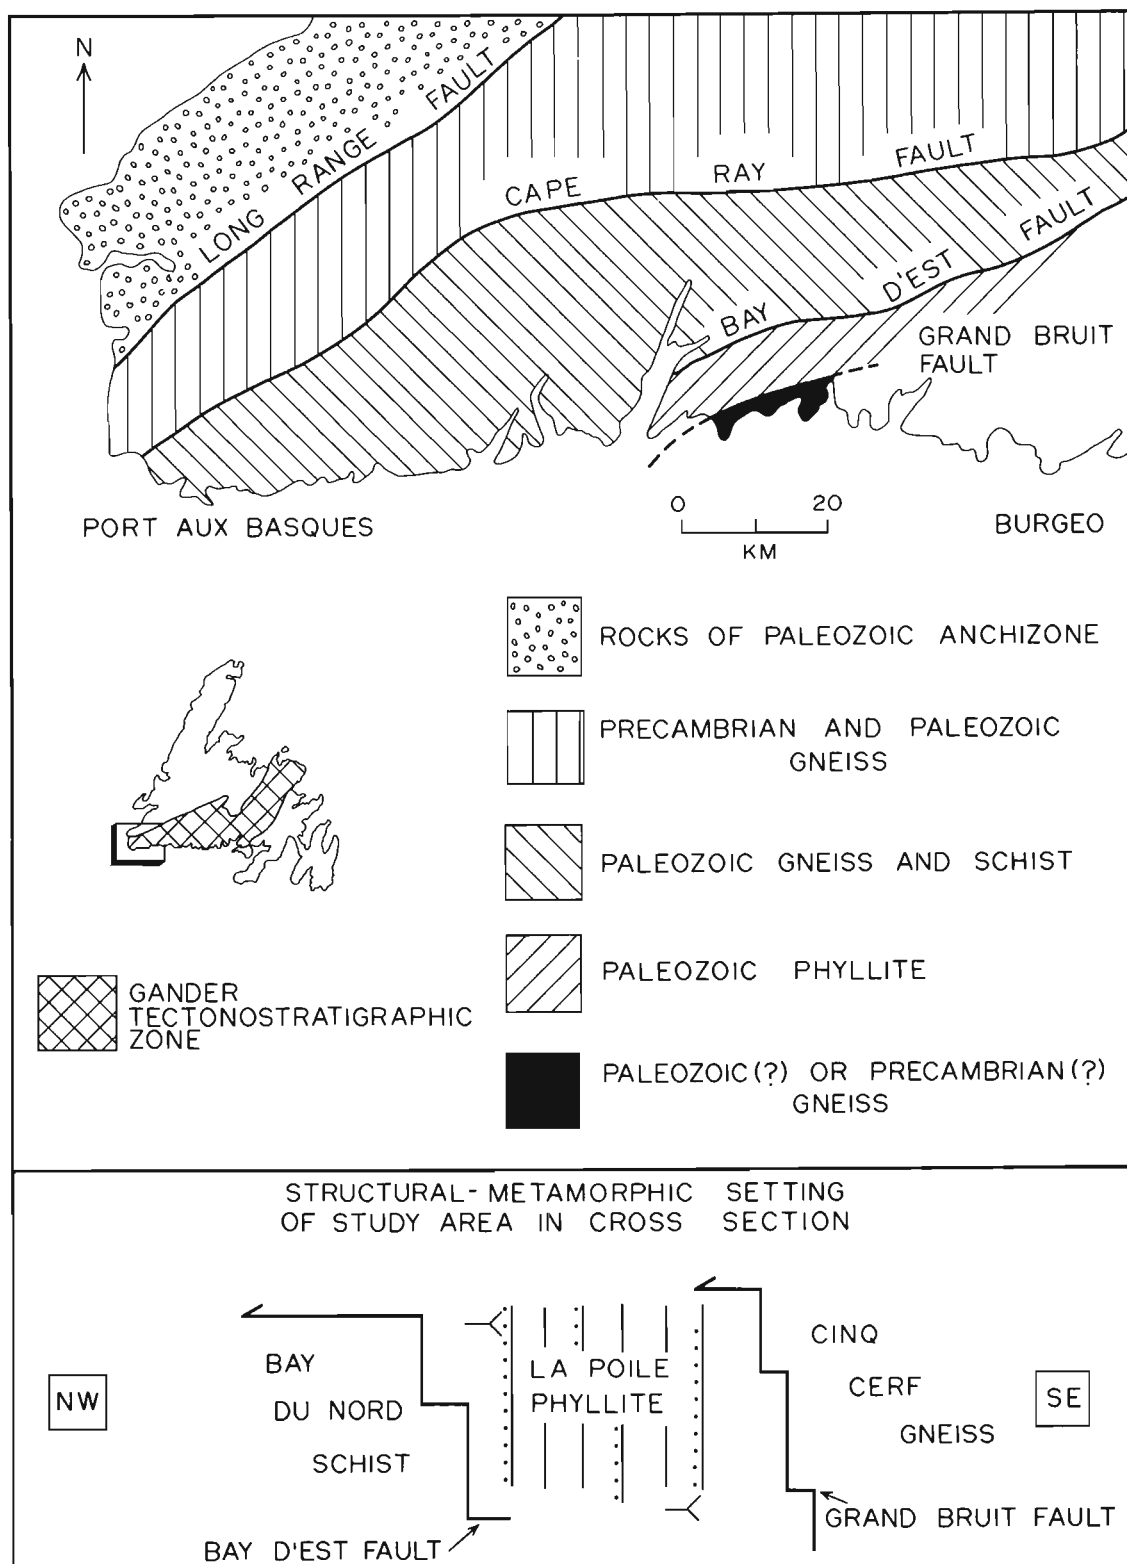 N
LONG RANGE FAULT
CAPE RAY FAULT
BAY D'EST FAULT
GRAND BRUIT
FAULT
PORT AUX BASQUES
0 20
KM
BURGEO
ROCKS OF PALEOZOIC ANCHIZONE
PRECAMBRIAN AND PALEOZOIC
GNEISS
PALEOZOIC GNEISS AND SCHIST
PALEOZOIC PHYLLITE
GANDER
TECTONOSTRATIGRAPHIC
ZONE
PALEOZOIC(?) OR PRECAMBRIAN(?)
GNEISS
STRUCTURAL-METAMORPHIC SETTING
OF STUDY AREA IN CROSS SECTION
NW
BAY
DU NORD
SCHIST
LA POILE
PHYLLITE
CINQ
CERF
GNEISS
SE
BAY D'EST FAULT
GRAND BRUIT FAULT